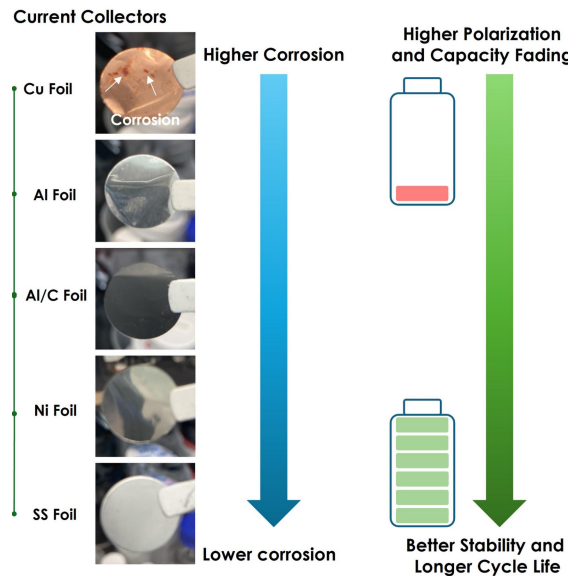 Current Collectors
Higher Corrosion
Higher Polarization
and Capacity Fading
Cu Foil
Corrosion
Al Foil
Al/C Foil
Ni Foil
SS Foil
Lower corrosion
Better Stability and
Longer Cycle Life